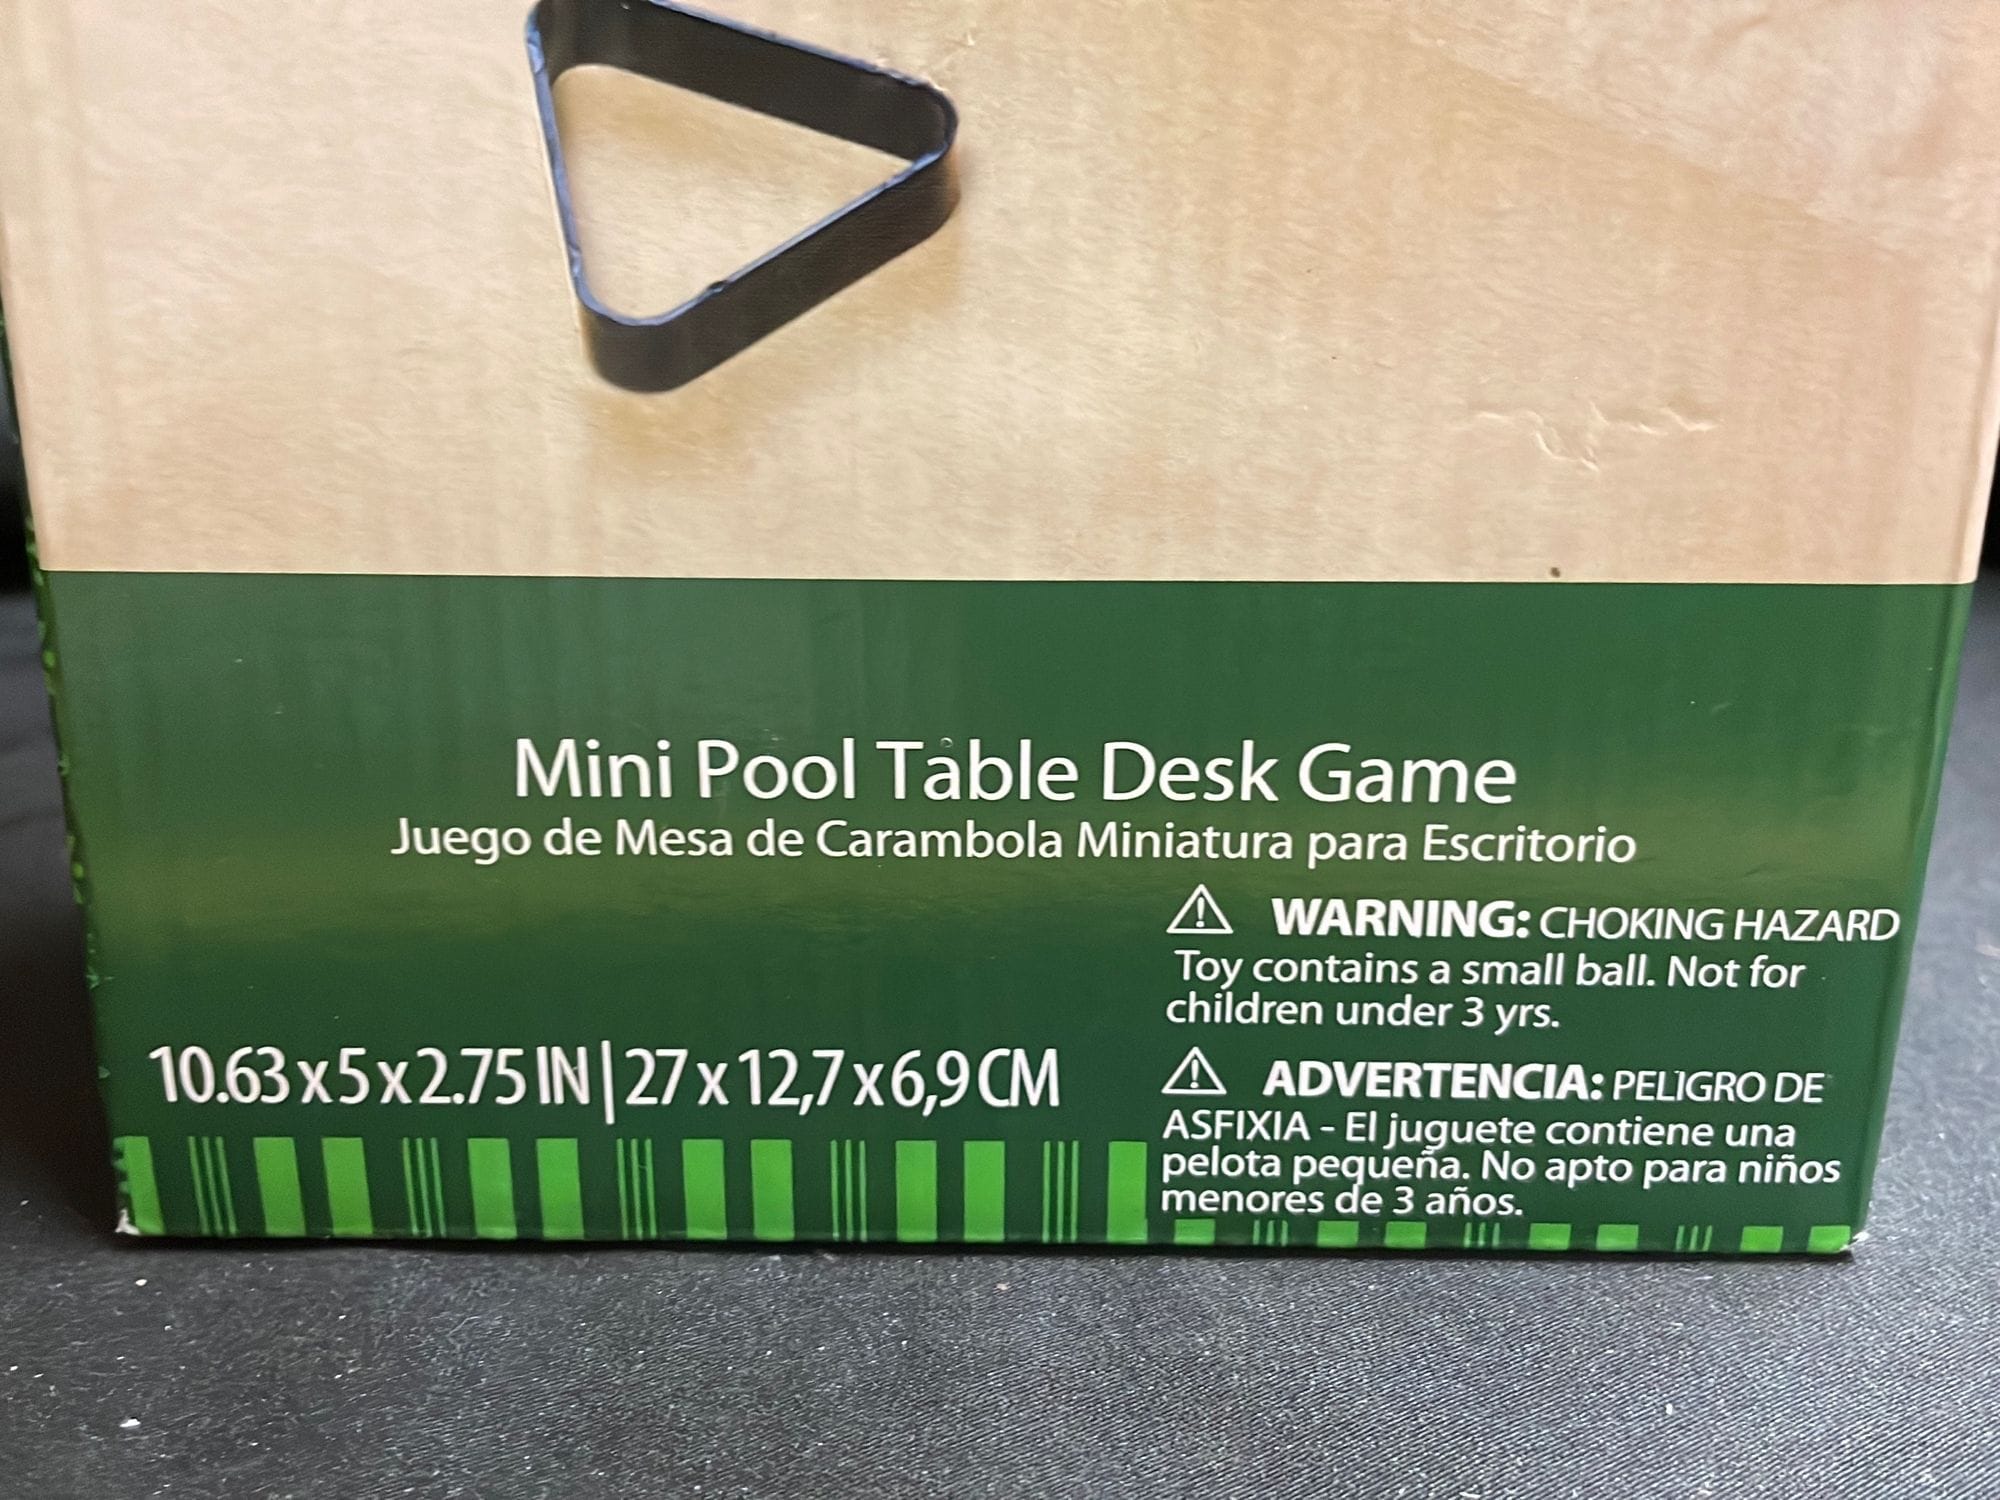 Mini Pool Table Desk Game
Juego de Mesa de Carambola Miniatura para Escritorio
⚠ WARNING: CHOKING HAZARD
Toy contains a small ball. Not for
children under 3 yrs.
10.63 x 5 x 2.75 IN | 27 x 12,7 x 6,9 CM
⚠ ADVERTENCIA: PELIGRO DE
ASFIXIA - El juguete contiene una
pelota pequeña. No apto para niños
menores de 3 años.